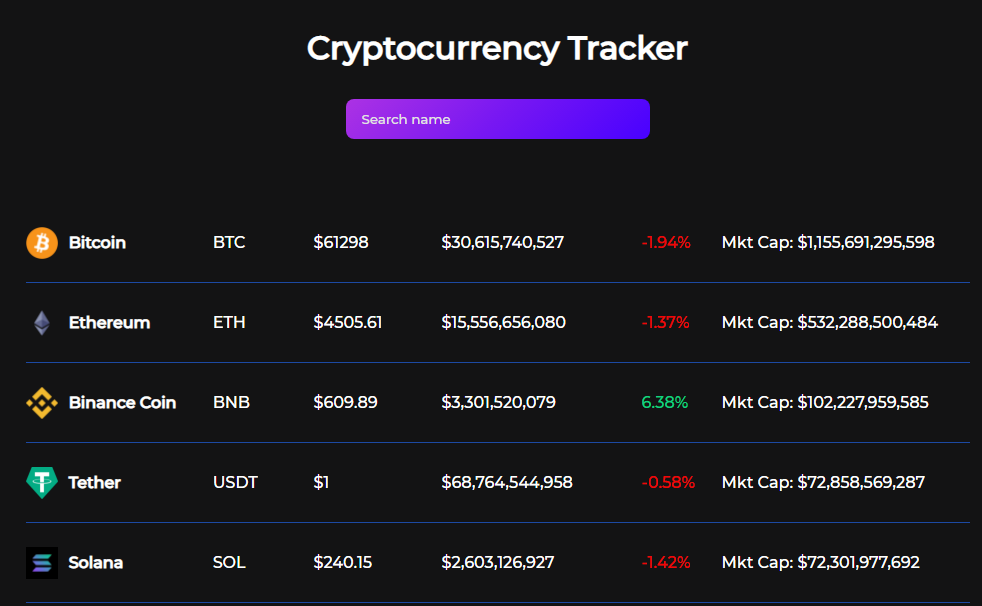 Cryptocurrency Tracker
Search name
Bitcoin BTC $61298 $30,615,740,527 -1.94% Mkt Cap: $1,155,691,295,598
Ethereum ETH $4505.61 $15,556,656,080 -1.37% Mkt Cap: $532,288,500,484
Binance Coin BNB $609.89 $3,301,520,079 6.38% Mkt Cap: $102,227,959,585
Tether USDT $1 $68,764,544,958 -0.58% Mkt Cap: $72,858,569,287
Solana SOL $240.15 $2,603,126,927 -1.42% Mkt Cap: $72,301,977,692